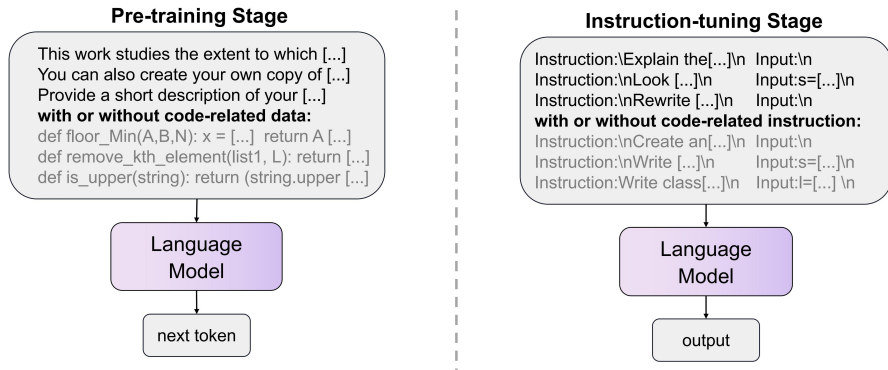 Pre-training Stage
This work studies the extent to which [...]
You can also create your own copy of [...]
Provide a short description of your [...]
with or without code-related data:
def floor_Min(A,B,N): x = [...]  return A [...]
def remove_kth_element(list1, L): return [...]
def is_upper(string): return (string.upper [...]
Language
Model
next token
Instruction-tuning Stage
Instruction:\nExplain the[...]\n  Input:\n
Instruction:\nLook [...]\n  Input:s=[...]\n
Instruction:\nRewrite [...]\n  Input:\n
with or without code-related instruction:
Instruction:\nCreate an[...]\n  Input:\n
Instruction:\nWrite [...]\n  Input:s=[...]\n
Instruction:Write class[...]\n  Input:l=[...] \n
Language
Model
output